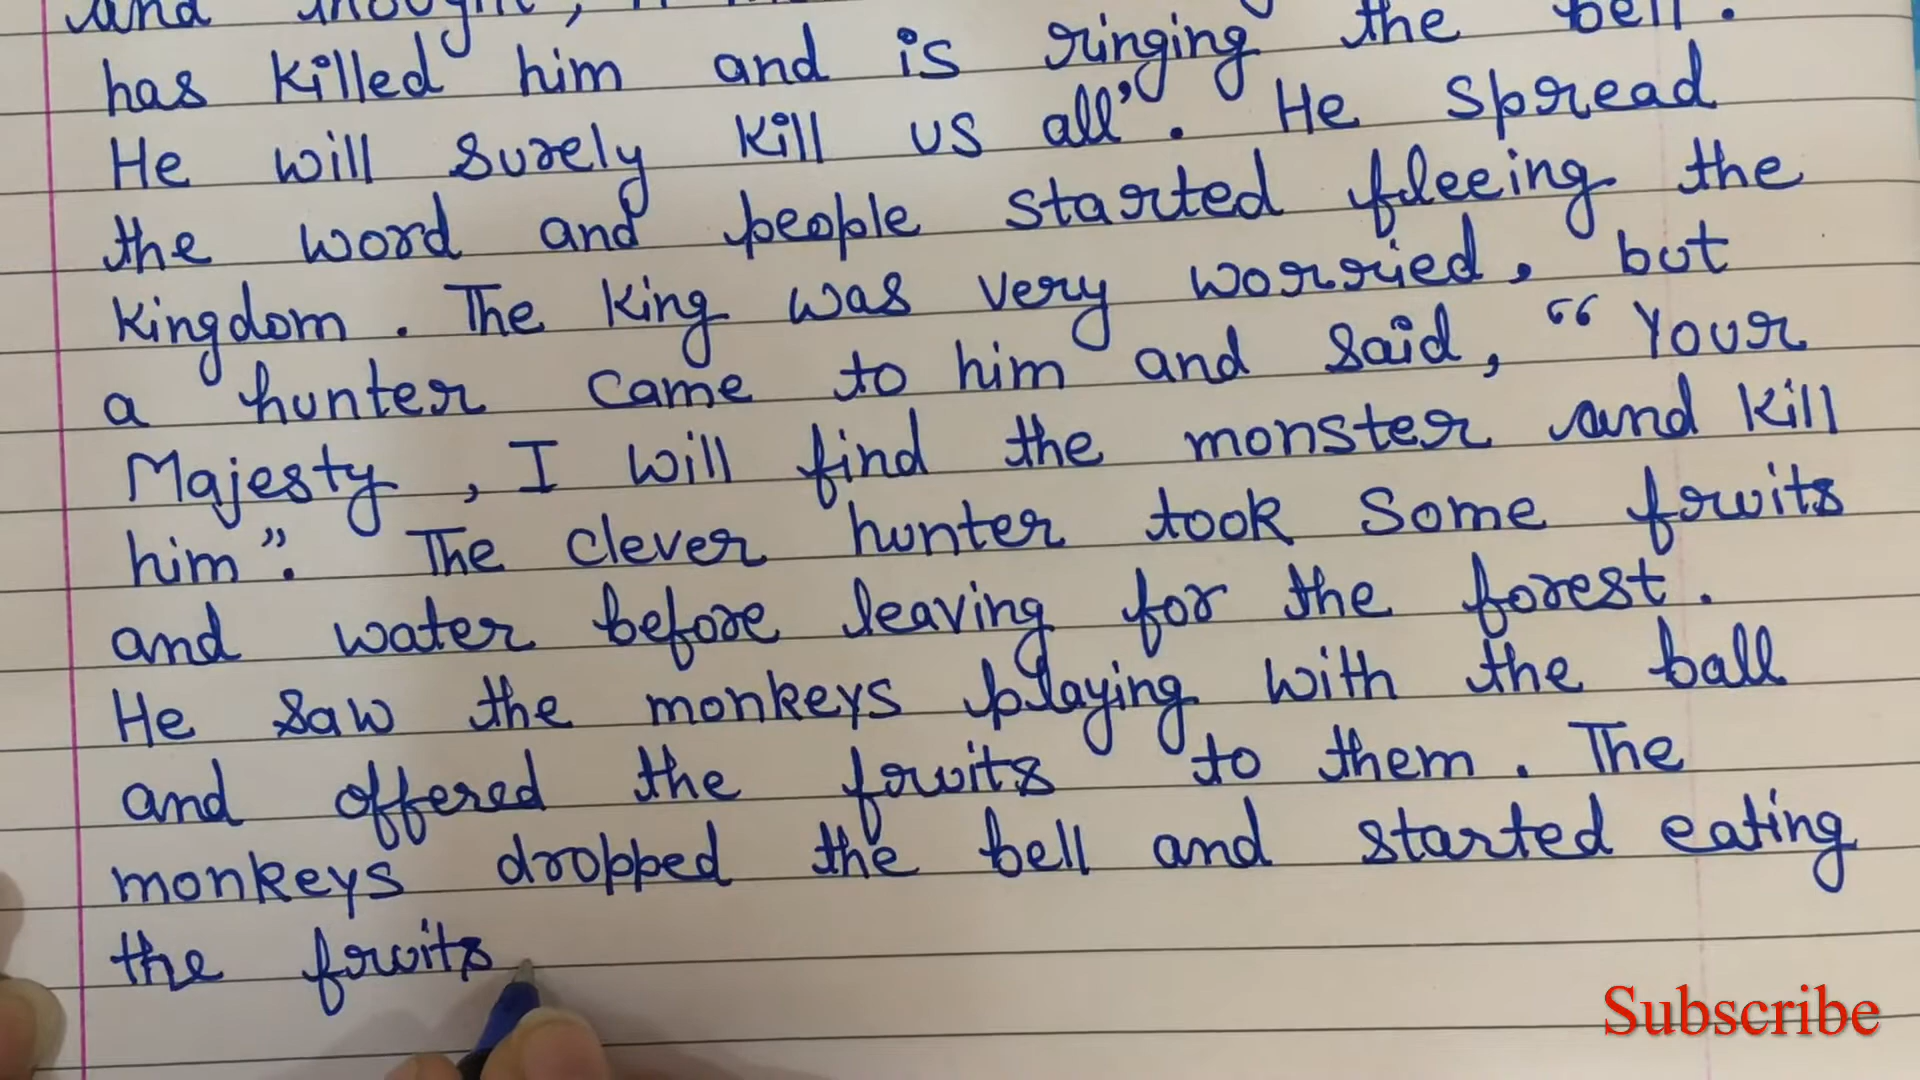 and thought,
has killed him and is ringing the bell.
He will surely kill us all". He spread
the word and people started fleeing the
kingdom. The king was very worried, but
a hunter came to him and said, "Your
Majesty, I will find the monster and kill
him". The clever hunter took some fruits
and water before leaving for the forest.
He saw the monkeys playing with the ball
and offered the fruits to them. The
monkeys dropped the bell and started eating
the fruits
Subscribe